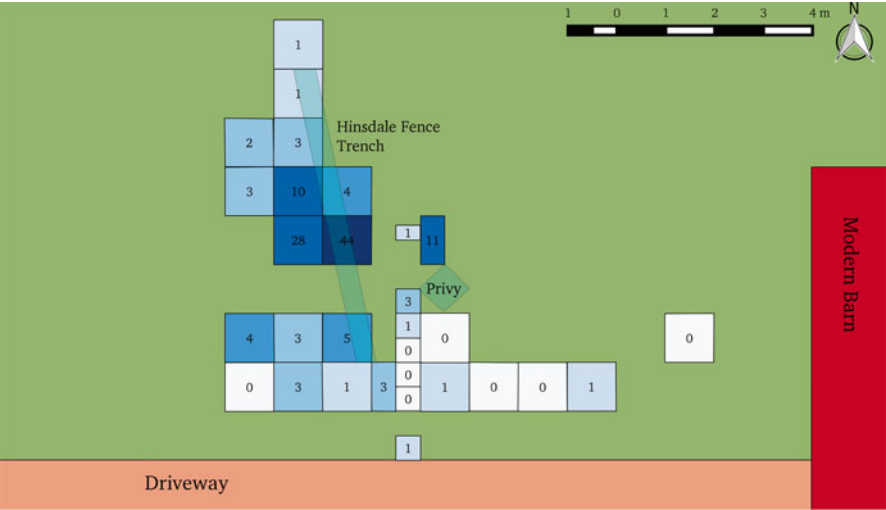 1 0 1 2 3 4 m
N
1
1
Hinsdale Fence
Trench
2 3
3 10 4
1 11
28 44
Privy
3
1
4 3 5 0 0
0
0
0 3 1 3 1 0 0 1
0
1
Modern Barn
Driveway